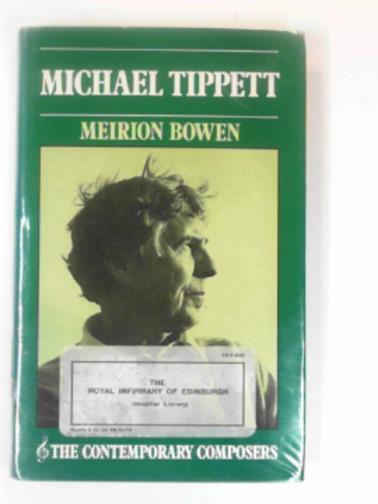 MICHAEL TIPPETT
MEIRION BOWEN
THE
ROYAL INFIRMARY OF EDINBURGH
(Hospital Library)
THE CONTEMPORARY COMPOSERS